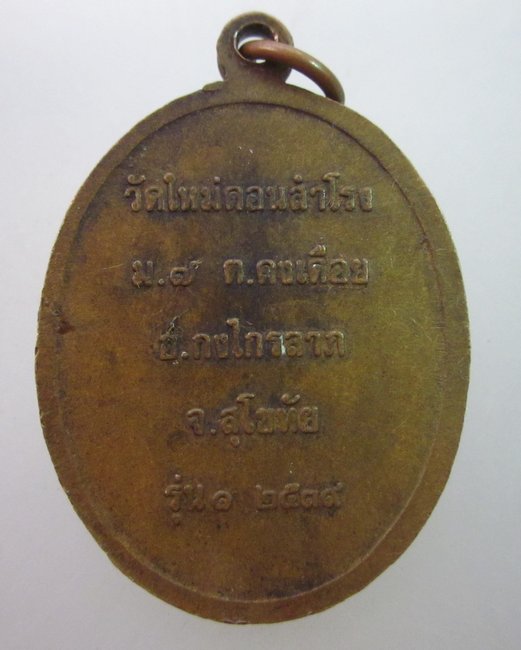 วัดใหม่ดอนสำโรง
ม.๗ ต.ดงเดือย
อ.กงไกรลาศ
จ.สุโขทัย
รุ่น ๑ ๒๕๓๙